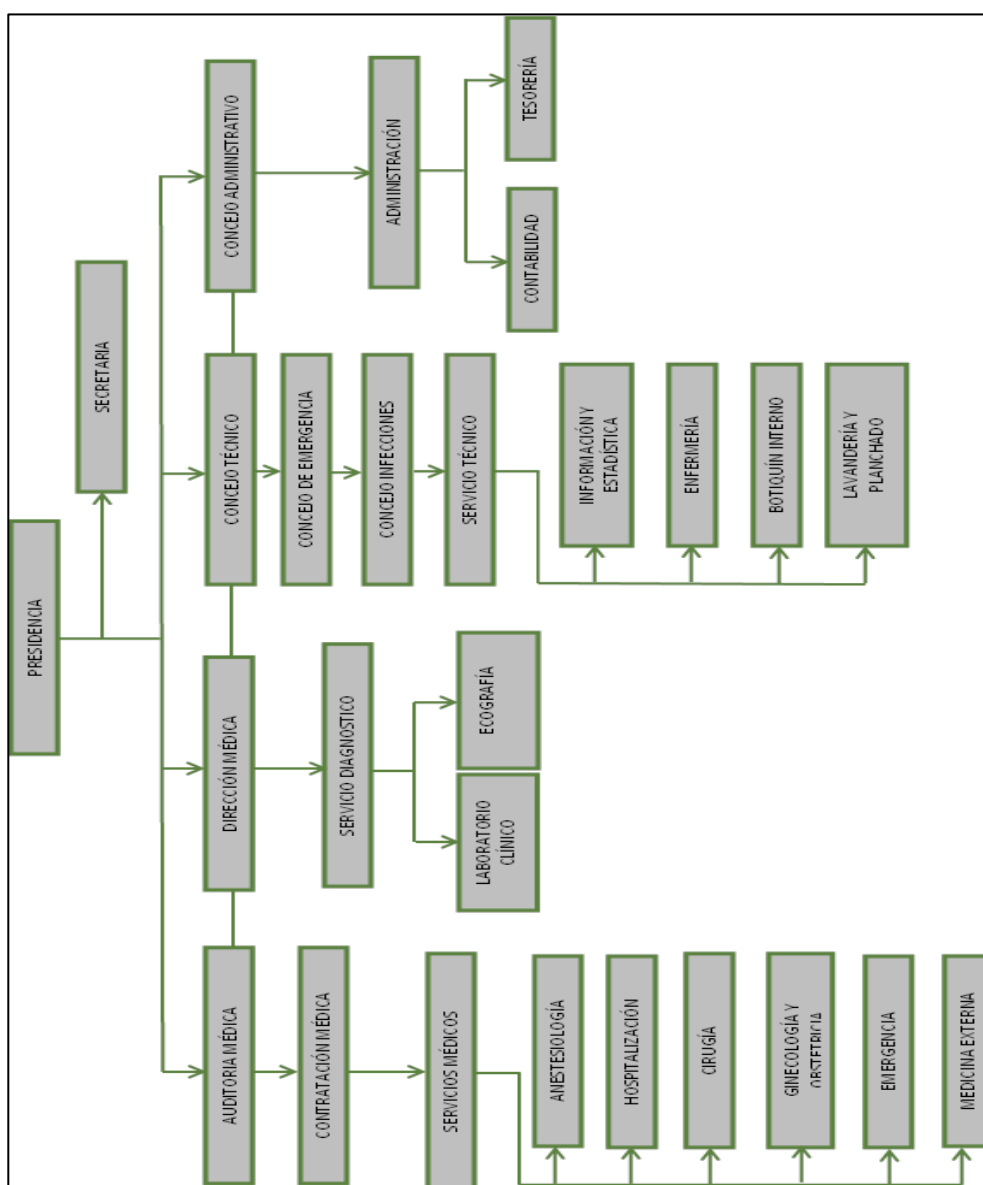 PRESIDENCIA
SECRETARIA
AUDITORIA MÉDICA
DIRECCIÓN MÉDICA
CONCEJO TÉCNICO
CONCEJO ADMINISTRATIVO
CONTRATACIÓN MÉDICA
SERVICIOS MÉDICOS
ANESTESIOLOGÍA
HOSPITALIZACIÓN
CIRUGÍA
GINECOLOGÍA Y
OBSTETRICIA
EMERGENCIA
MEDICINA EXTERNA
SERVICIO DIAGNOSTICO
LABORATORIO
CLÍNICO
ECOGRAFÍA
CONCEJO DE EMERGENCIA
CONCEJO INFECCIONES
SERVICIO TÉCNICO
INFORMACIÓN Y
ESTADÍSTICA
ENFERMERÍA
BOTIQUÍN INTERNO
LAVANDERÍA Y
PLANCHADO
ADMINISTRACIÓN
CONTABILIDAD
TESORERÍA